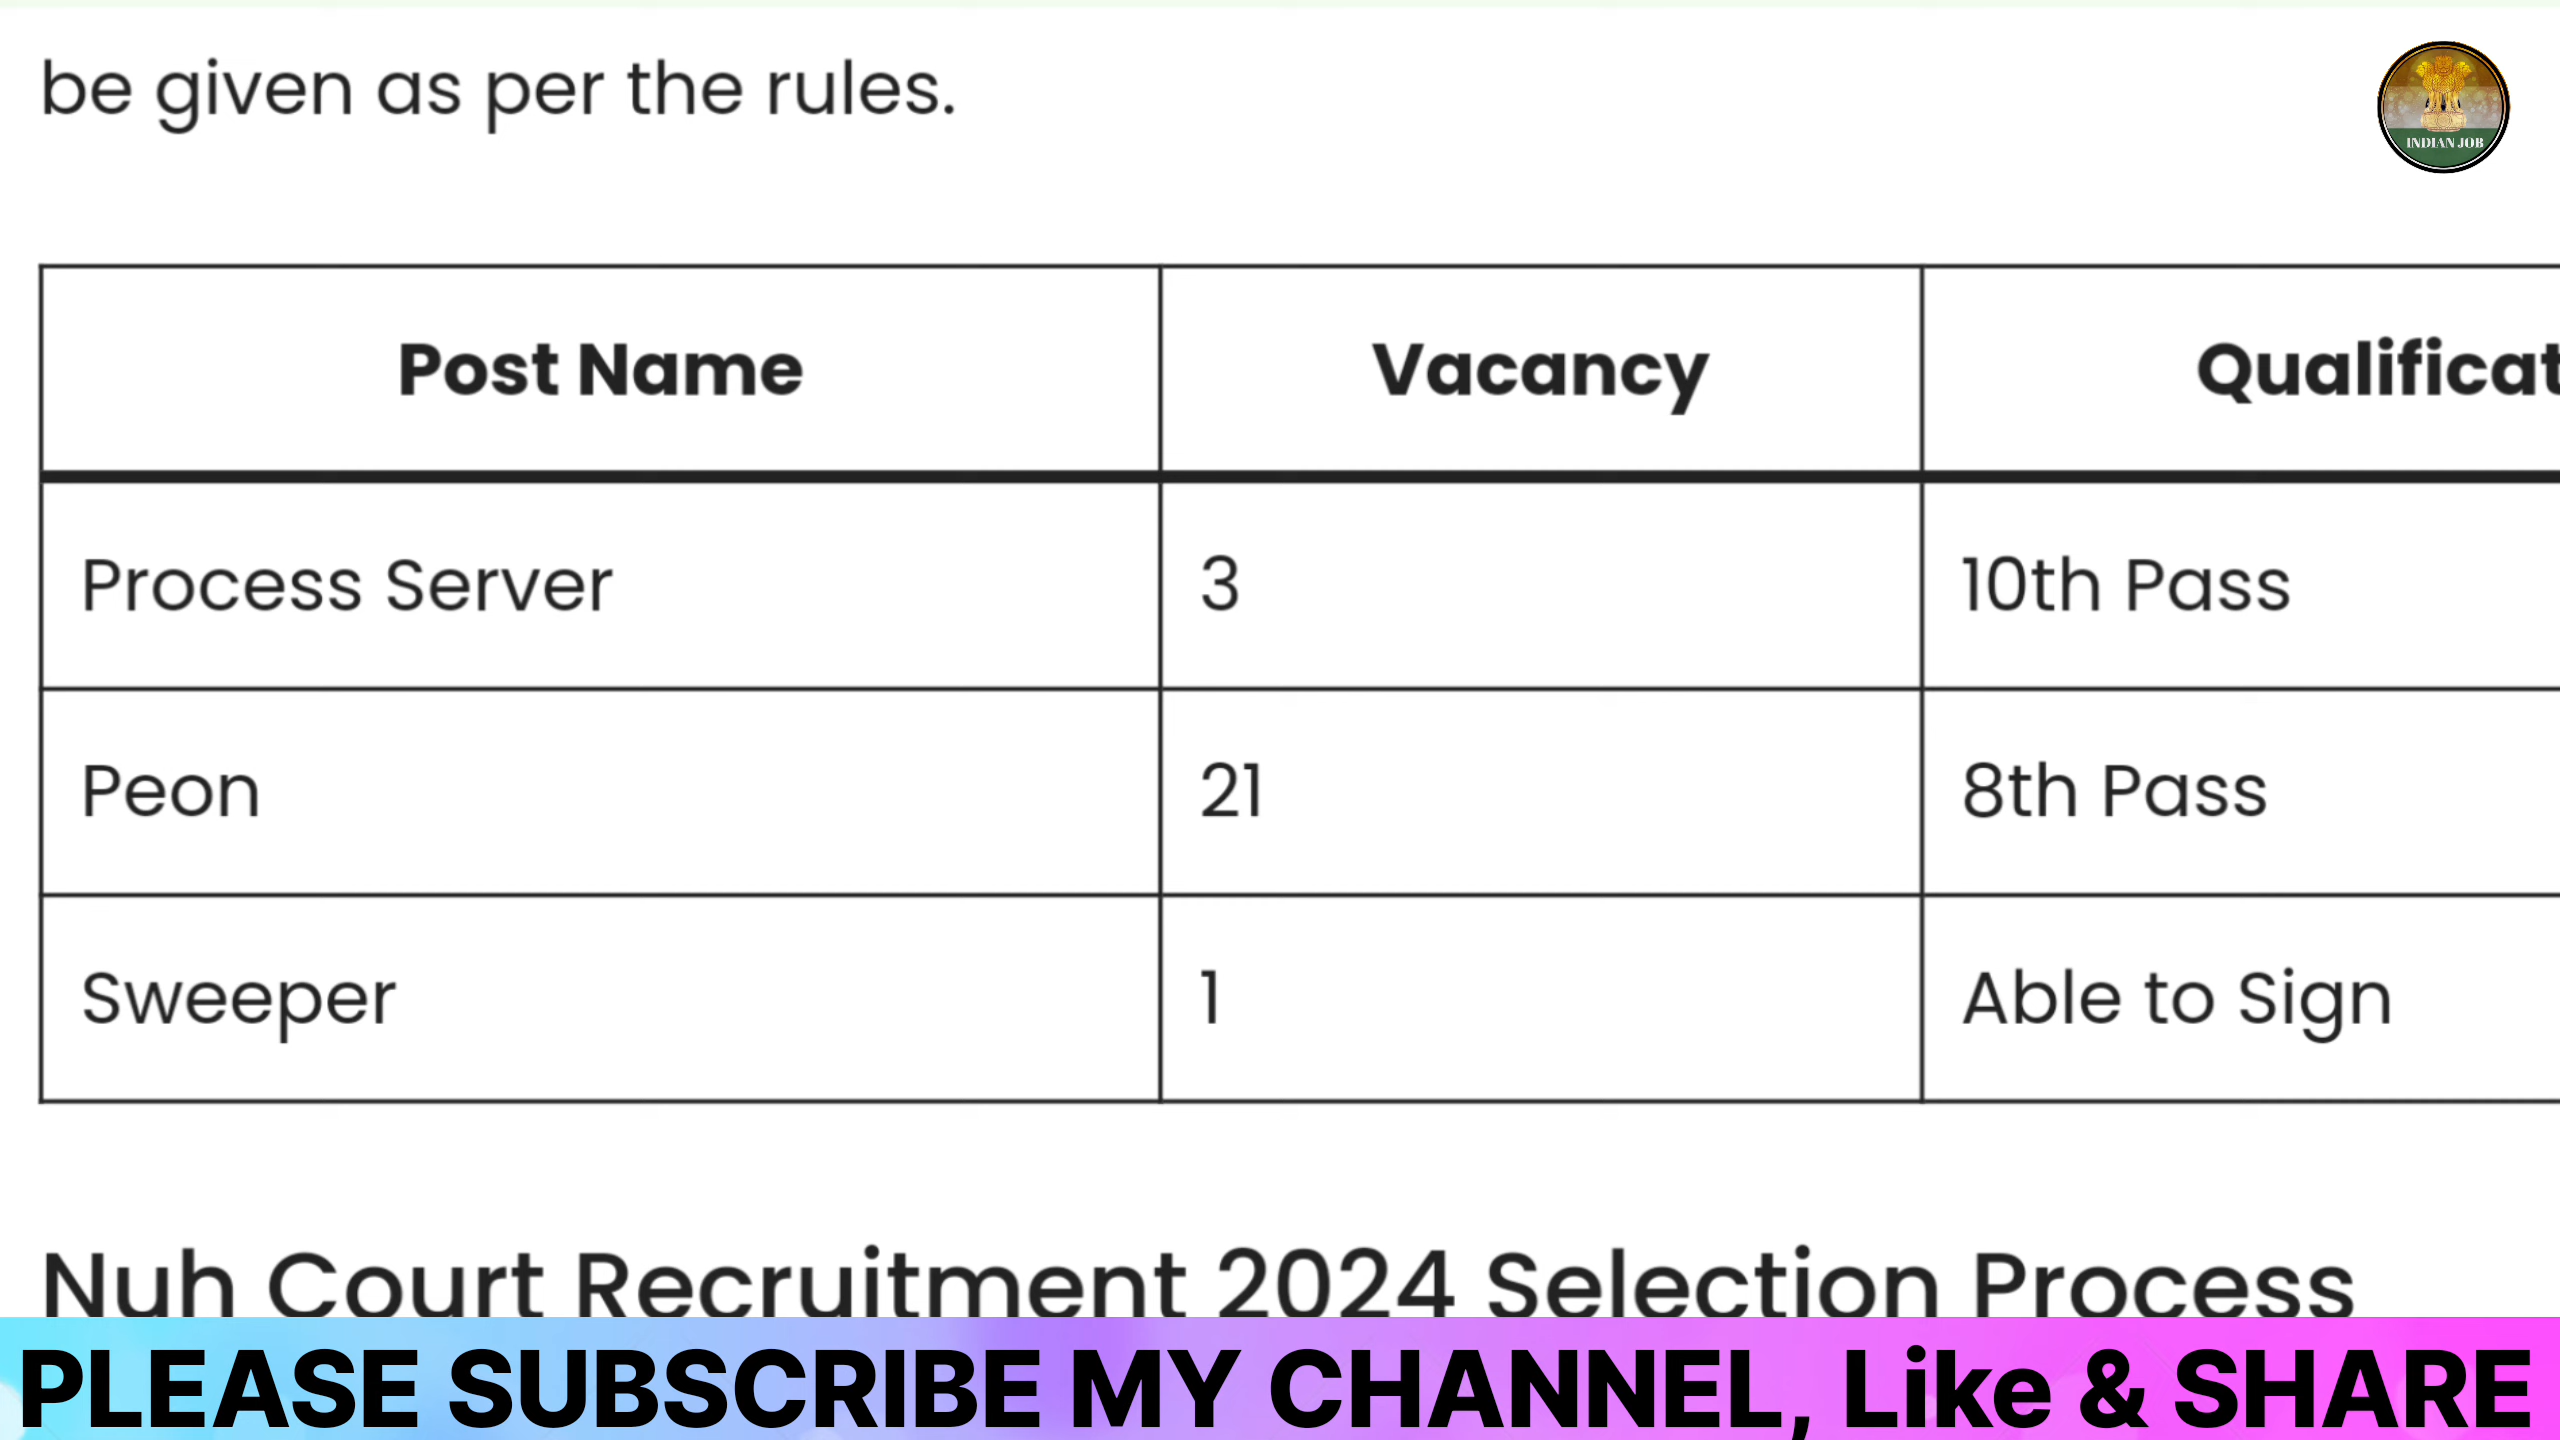 be given as per the rules.
INDIAN JOB
Post Name Vacancy Qualificat
Process Server 3 10th Pass
Peon 21 8th Pass
Sweeper 1 Able to Sign
Nuh Court Recruitment 2024 Selection Process
PLEASE SUBSCRIBE MY CHANNEL, Like & SHARE